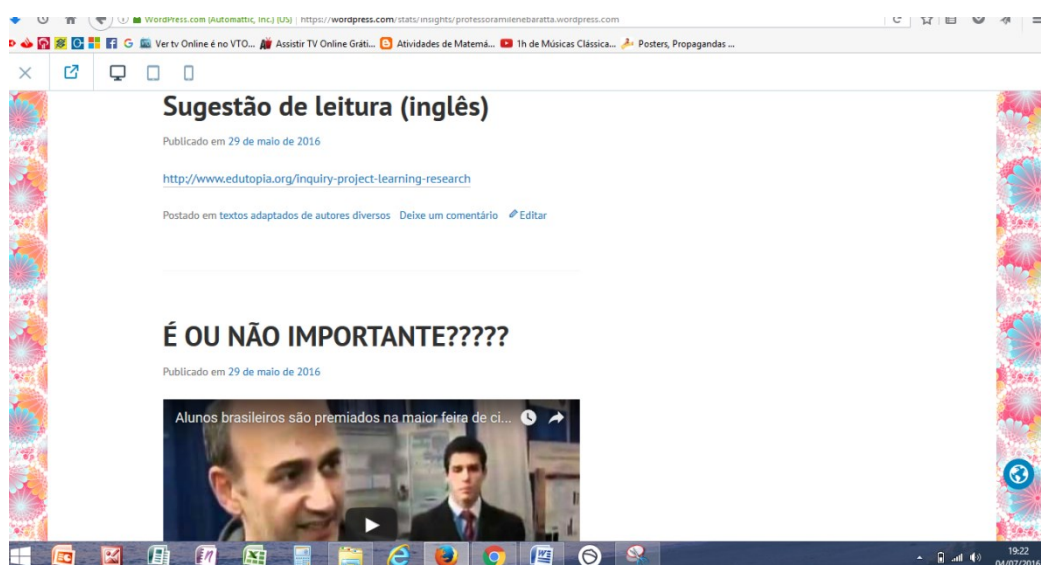 WordPress.com (Automattic, Inc.) (US) https://wordpress.com/stats/insights/professoramilenebaratta.wordpress.com
Ver tv Online é no VTO... Assistir TV Online Gráti... Atividades de Matemá... 1h de Músicas Clássica... Posters, Propagandas ...
Sugestão de leitura (inglês)
Publicado em 29 de maio de 2016
http://www.edutopia.org/inquiry-project-learning-research
Postado em textos adaptados de autores diversos Deixe um comentário Editar
É OU NÃO IMPORTANTE?????
Publicado em 29 de maio de 2016
Alunos brasileiros são premiados na maior feira de ci...
19:22
04/07/2016